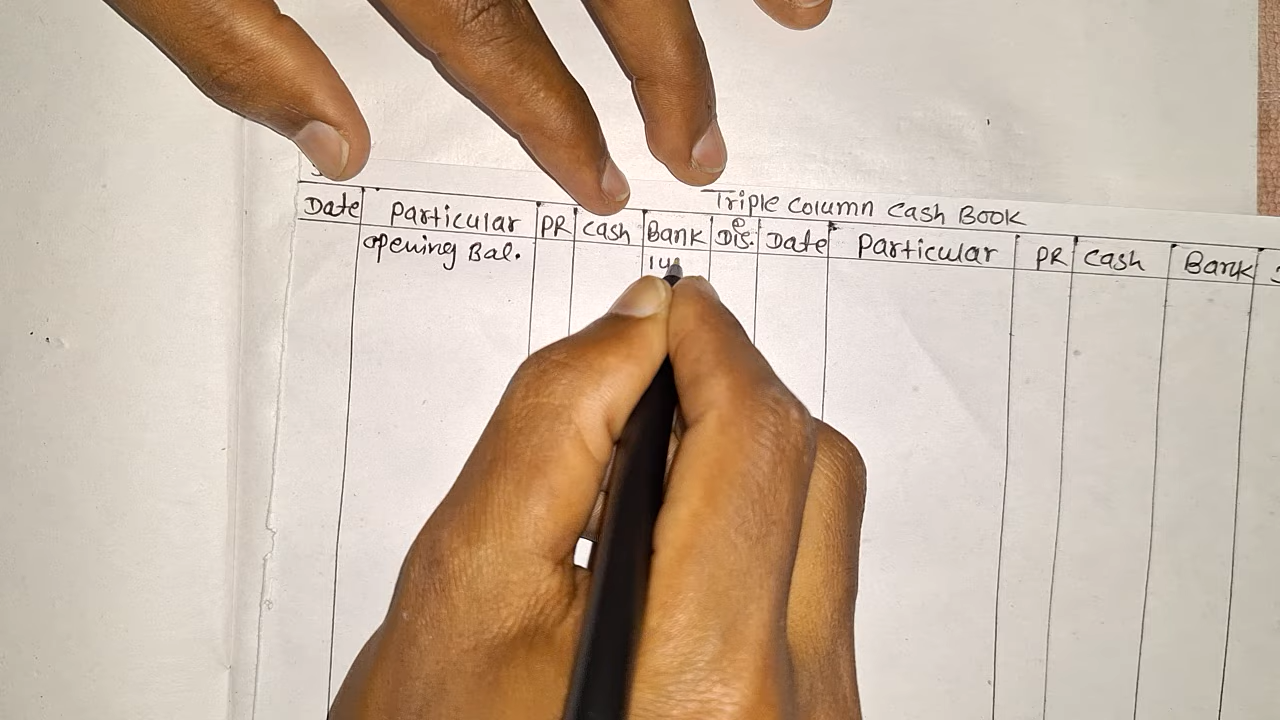 Triple Column Cash Book
Date Particular PR Cash Bank Dis. Date Particular PR Cash Bank
Opening Bal.